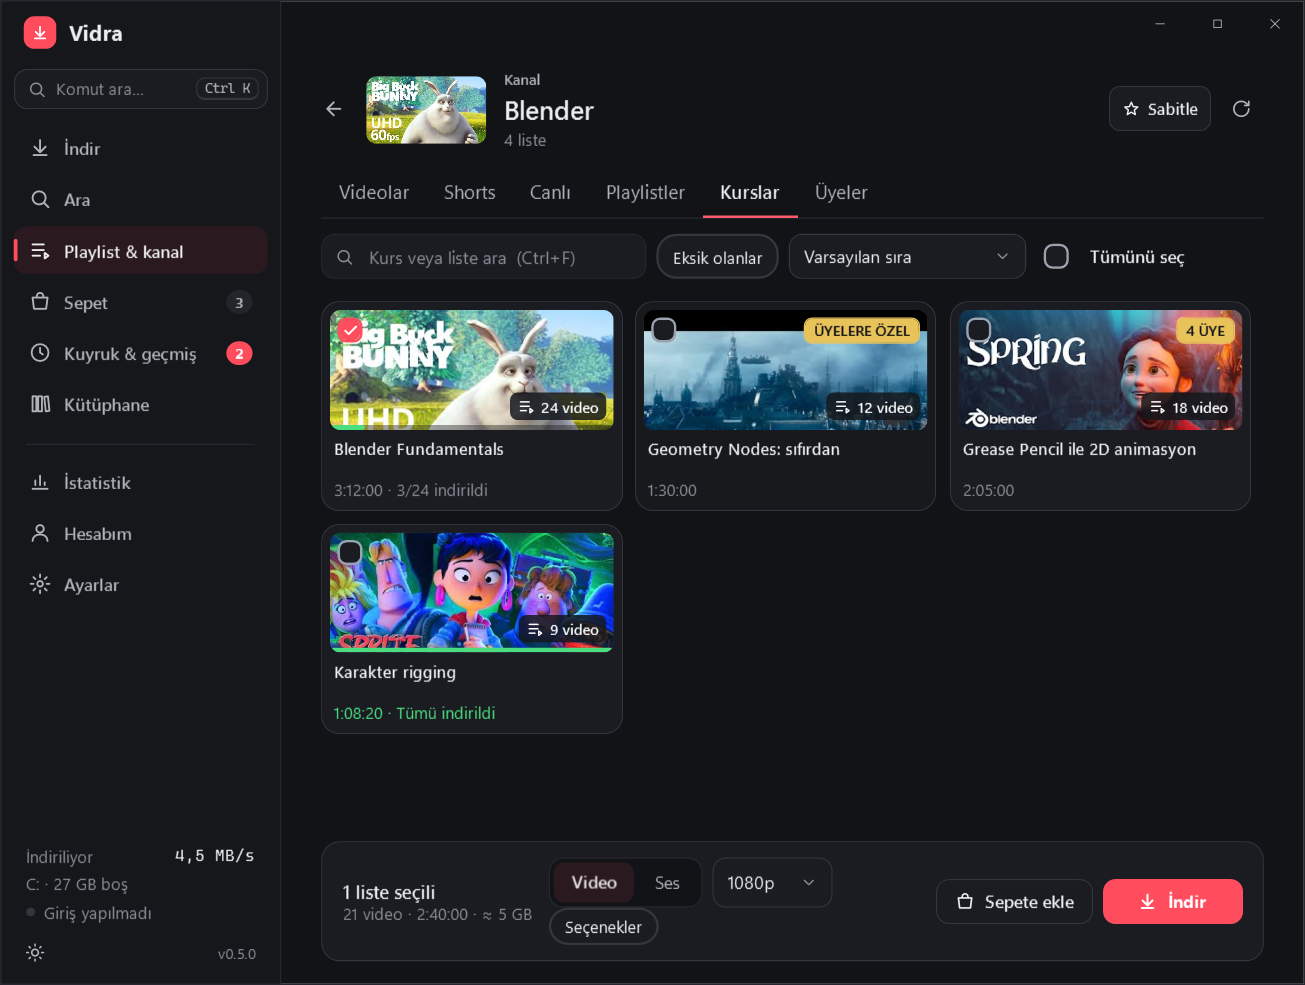 Vidra
Komut ara... Ctrl K
İndir
Ara
Playlist & kanal
Sepet 3
Kuyruk & geçmiş 2
Kütüphane
İstatistik
Hesabım
Ayarlar
İndiriliyor 4,5 MB/s
C: · 27 GB boş
Giriş yapılmadı
v0.5.0
Big Buck
BUNNY
UHD
60fps
Kanal
Blender
4 liste
Sabitle
Videolar Shorts Canlı Playlistler Kurslar Üyeler
Kurs veya liste ara (Ctrl+F) Eksik olanlar Varsayılan sıra Tümünü seç
Big Buck
BUNNY
UHD
24 video
Blender Fundamentals
3:12:00 · 3/24 indirildi
ÜYELERE ÖZEL
12 video
Geometry Nodes: sıfırdan
1:30:00
4 ÜYE
SPRING
blender
18 video
Grease Pencil ile 2D animasyon
2:05:00
SPRITE
9 video
Karakter rigging
1:08:20 · Tümü indirildi
1 liste seçili
21 video · 2:40:00 · ≈ 5 GB
Video Ses 1080p
Seçenekler
Sepete ekle
İndir